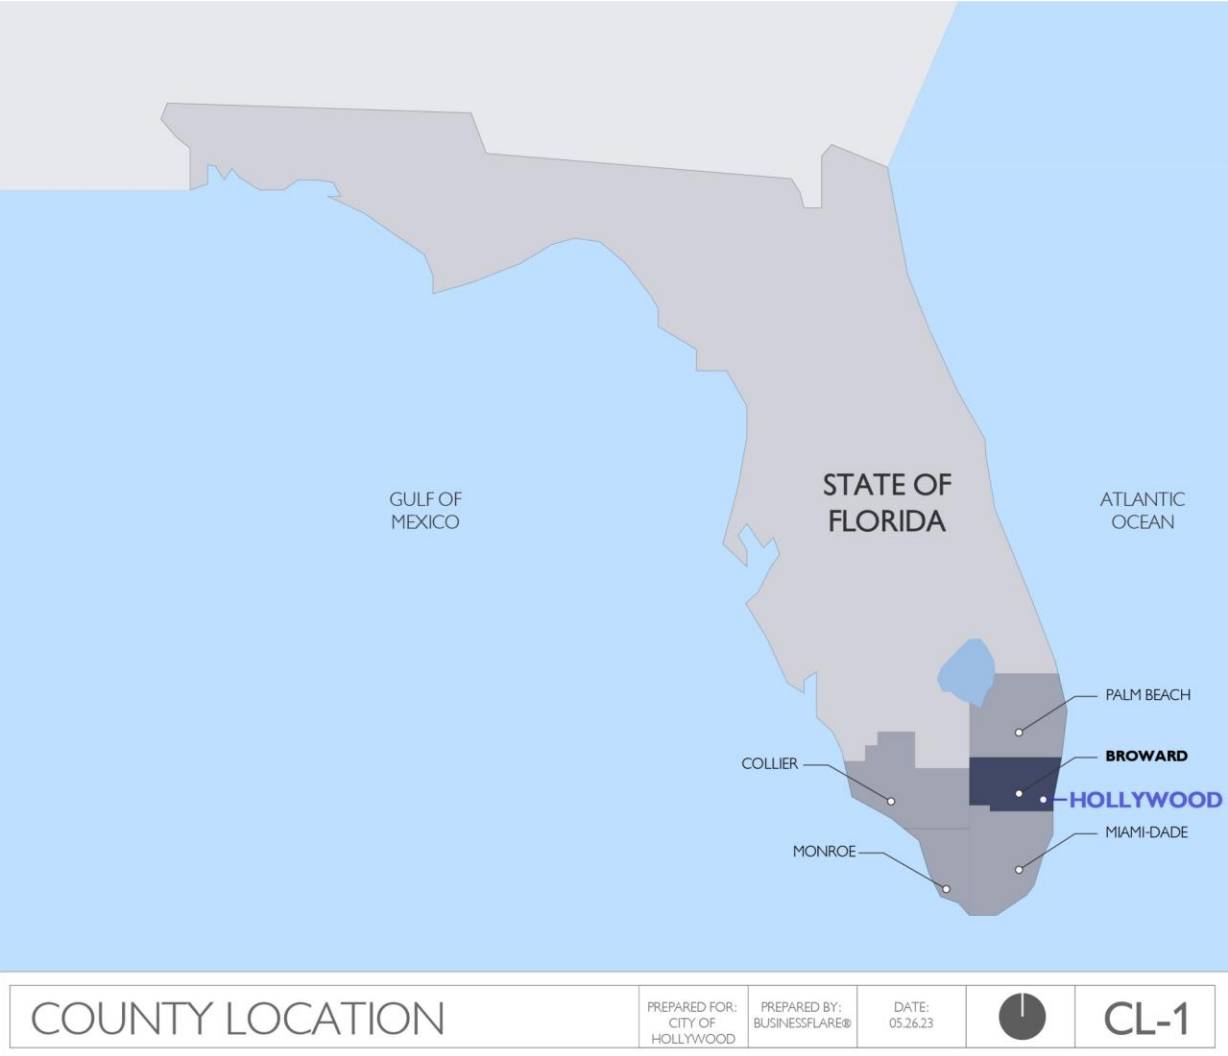 STATE OF
FLORIDA
GULF OF
MEXICO
ATLANTIC
OCEAN
PALM BEACH
BROWARD
COLLIER
HOLLYWOOD
MIAMI-DADE
MONROE
COUNTY LOCATION
PREPARED FOR:
CITY OF
HOLLYWOOD
PREPARED BY:
BUSINESSFLARE®
DATE:
05.26.23
CL-1